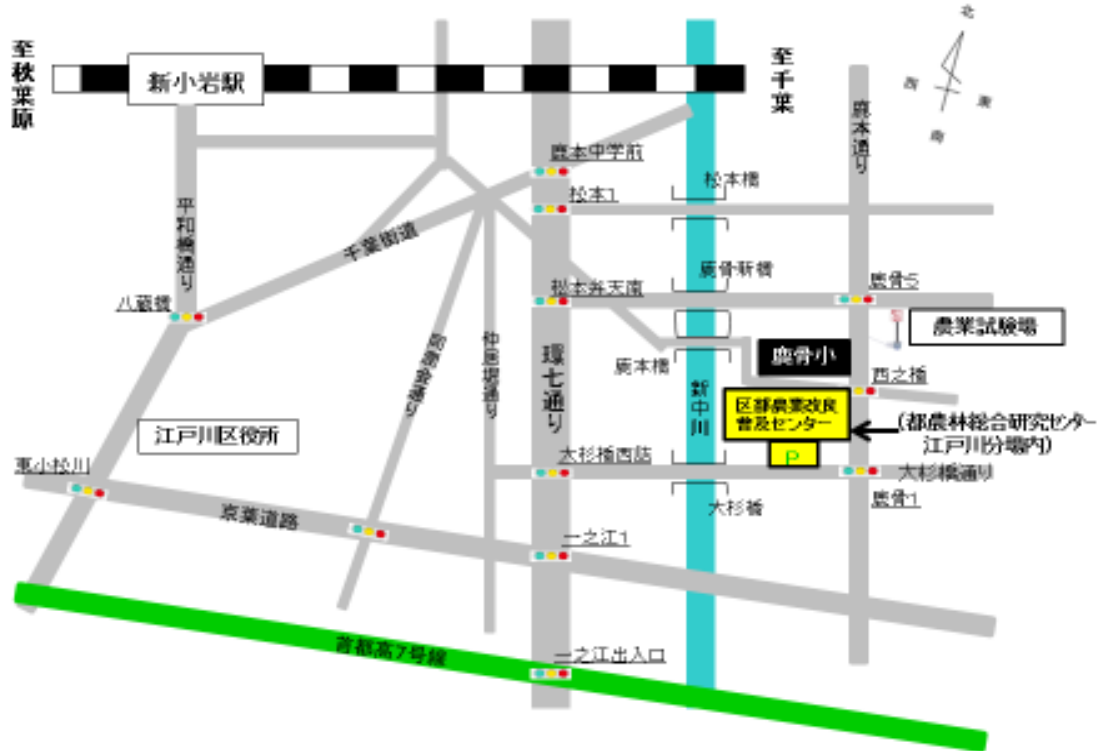 北
西
東
南
至秋葉原
新小岩駅
至千葉
鹿本通り
鹿本中学前
松本1
松本橋
平和橋通り
千葉街道
鹿骨新橋
松本弁天南
鹿骨5
八蔵橋
農業試験場
仲居堀通り
環七通り
鹿本橋
新中川
鹿骨小
西之橋
区部農業改良
普及センター
(都農林総合研究センター
江戸川分場内)
P
江戸川区役所
大杉橋西詰
大杉橋通り
東小松川
大杉橋
鹿骨1
京葉道路
一之江1
首都高7号線
一之江出入口